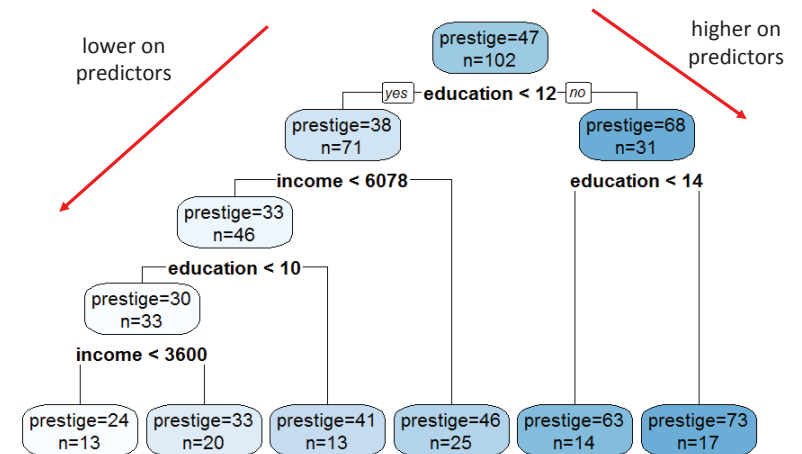 lower on
predictors
higher on
predictors
prestige=47
n=102
yes education < 12 no
prestige=38
n=71
prestige=68
n=31
income < 6078
education < 14
prestige=33
n=46
education < 10
prestige=30
n=33
income < 3600
prestige=24
n=13
prestige=33
n=20
prestige=41
n=13
prestige=46
n=25
prestige=63
n=14
prestige=73
n=17